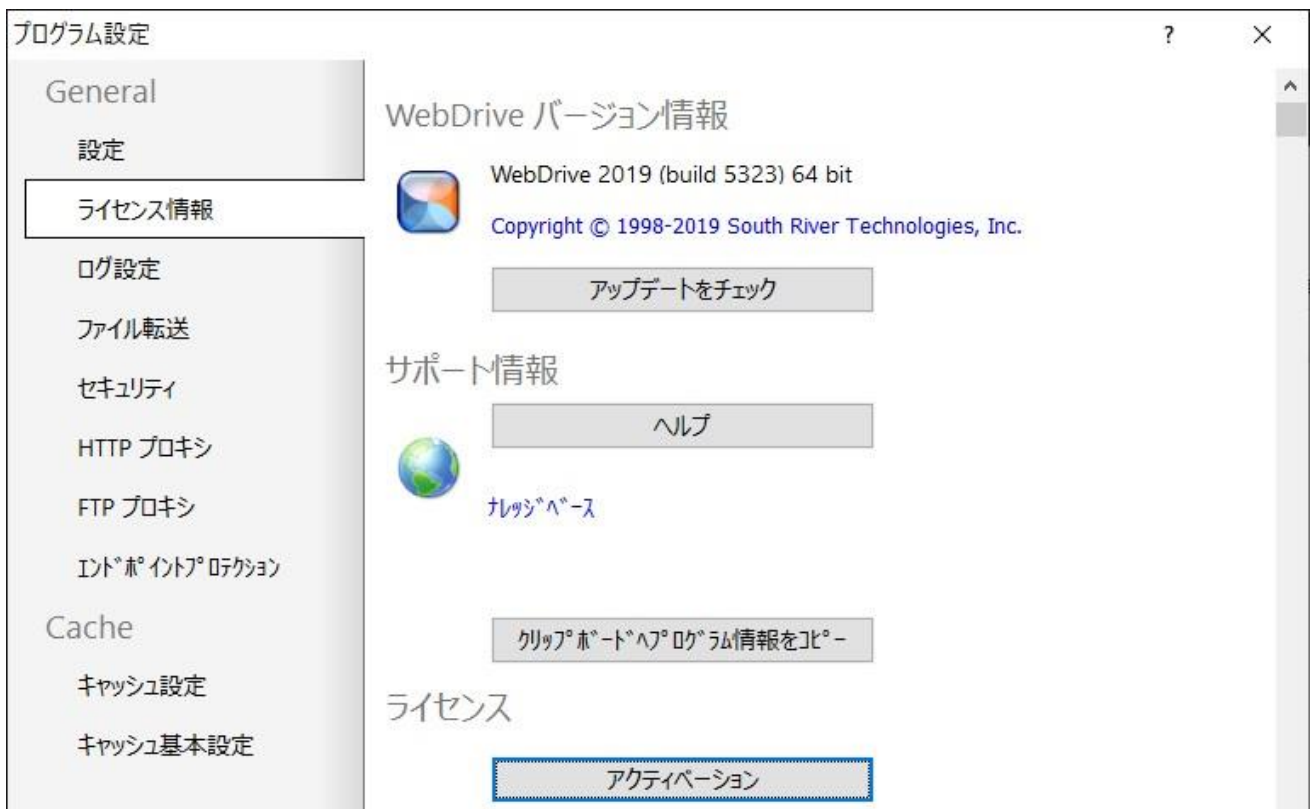 プログラム設定
?
×
General
設定
ライセンス情報
ログ設定
ファイル転送
セキュリティ
HTTP プロキシ
FTP プロキシ
ｴﾝﾄﾞﾎﾟｲﾝﾄﾌﾟﾛﾃｸｼｮﾝ
Cache
キャッシュ設定
キャッシュ基本設定
WebDrive バージョン情報
WebDrive 2019 (build 5323) 64 bit
Copyright © 1998-2019 South River Technologies, Inc.
アップデートをチェック
サポート情報
ヘルプ
ﾅﾚｯｼﾞﾍﾞｰｽ
ｸﾘｯﾌﾟﾎﾞｰﾄﾞﾍﾌﾟﾛｸﾞﾗﾑ情報をｺﾋﾟｰ
ライセンス
アクティベーション